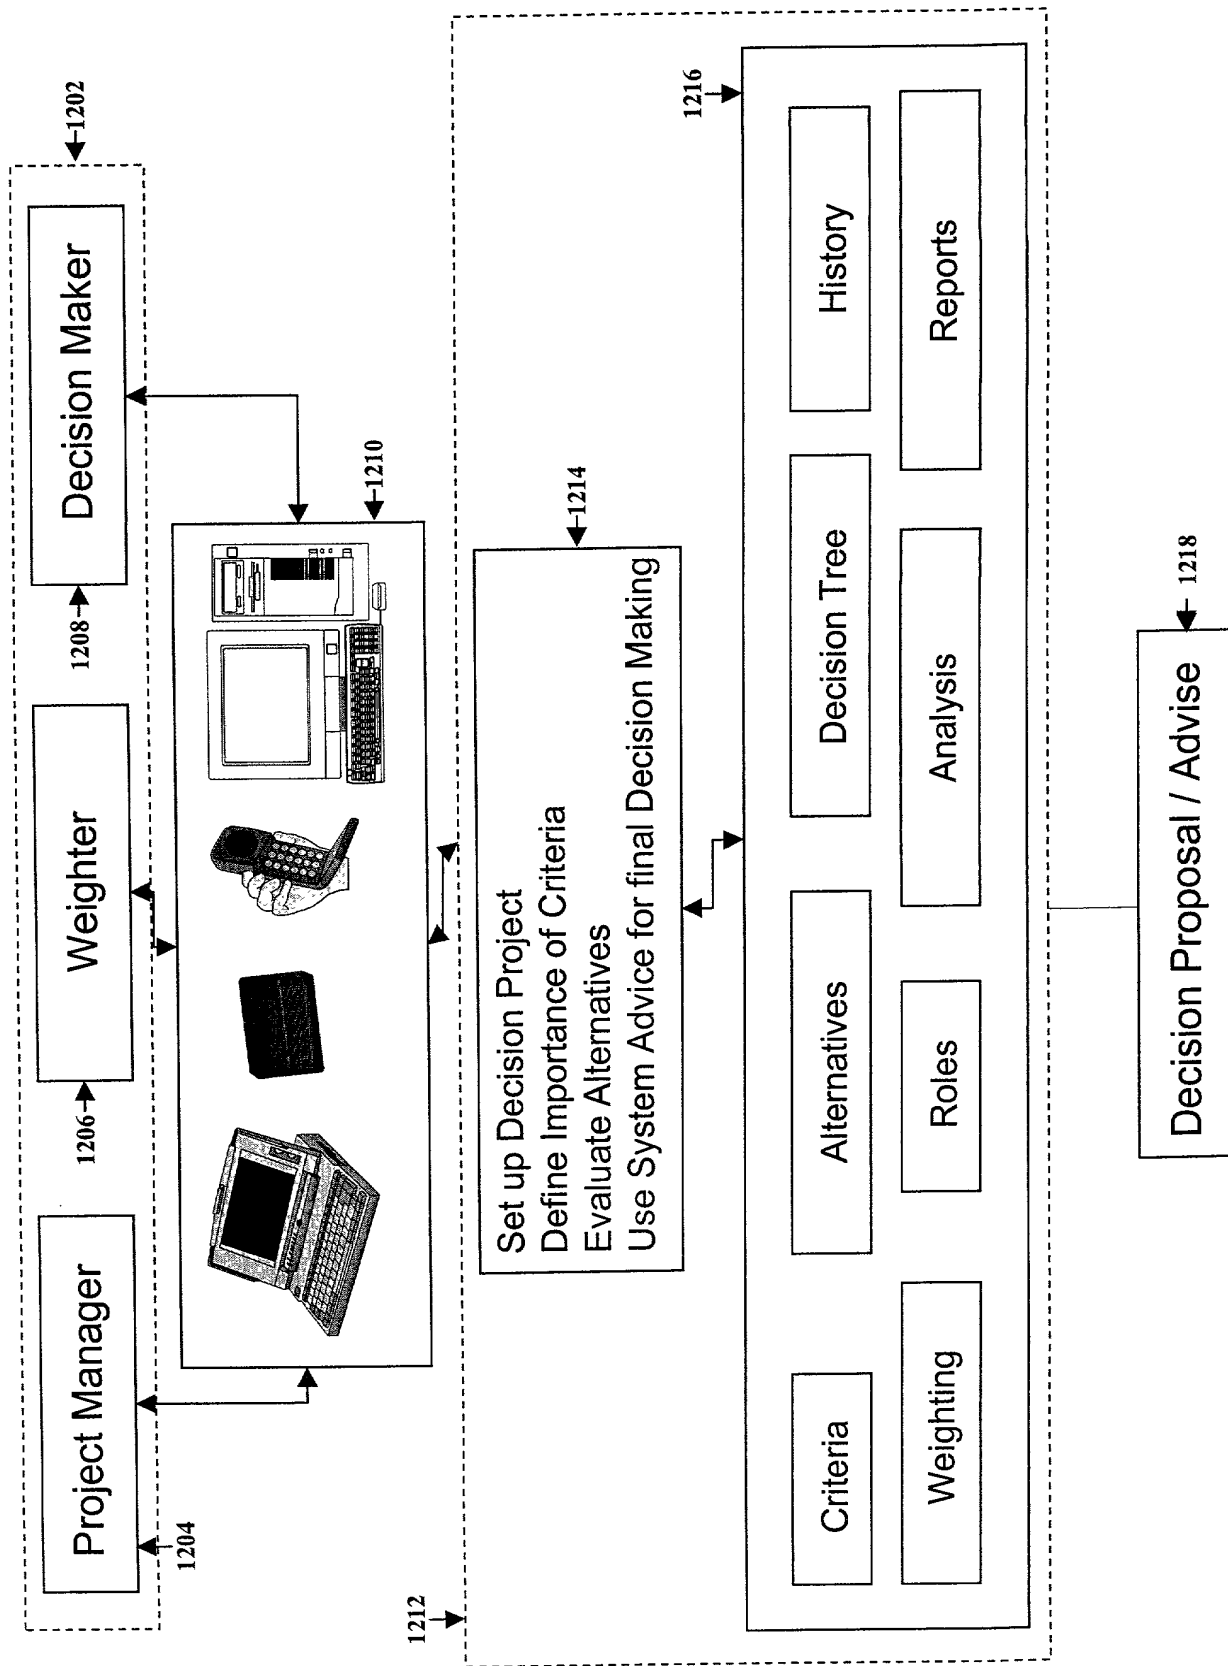 1202
Project Manager
Weighter
Decision Maker
1204
1206
1208
1210
1212
1214
Set up Decision Project
Define Importance of Criteria
Evaluate Alternatives
Use System Advice for final Decision Making
1216
Criteria
Alternatives
Decision Tree
History
Weighting
Roles
Analysis
Reports
1218
Decision Proposal / Advise